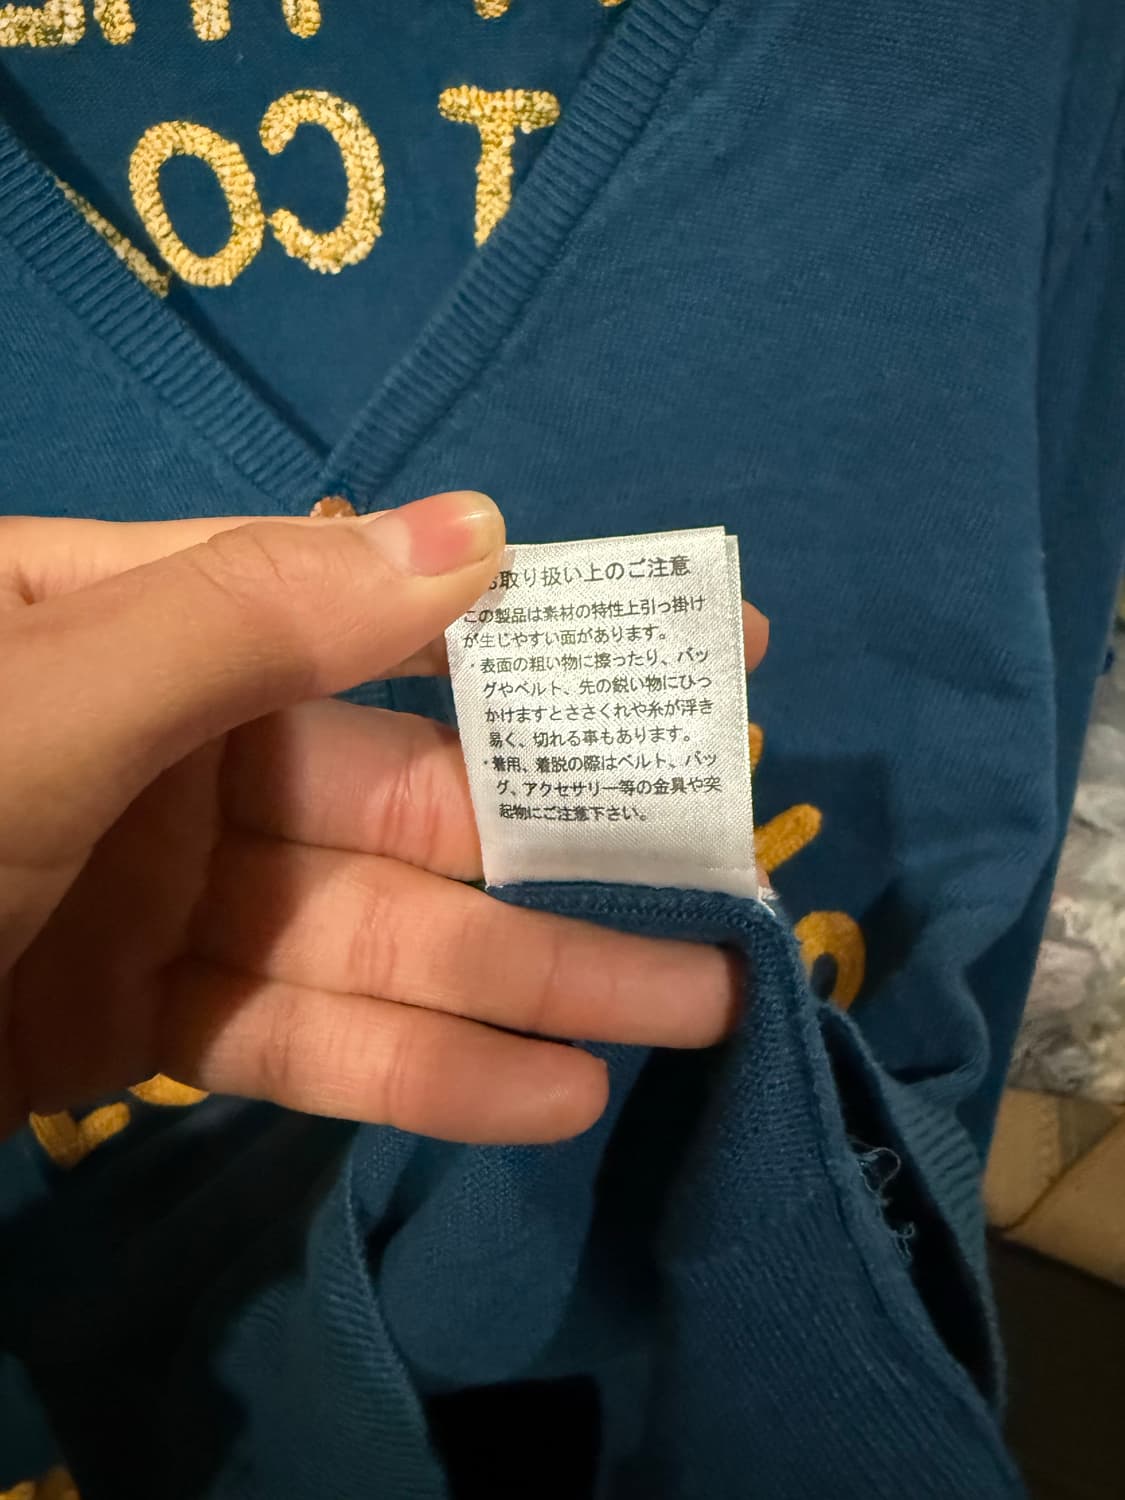 T CO
お取り扱い上のご注意
この製品は素材の特性上引っ掛け
が生じやすい面があります。
・表面の粗い物に擦ったり、バッ
グやベルト、先の鋭い物にひっ
かけますとささくれや糸が浮き
易く、切れる事もあります。
・着用、着脱の際はベルト、バッ
グ、アクセサリー等の金具や突
起物にご注意下さい。